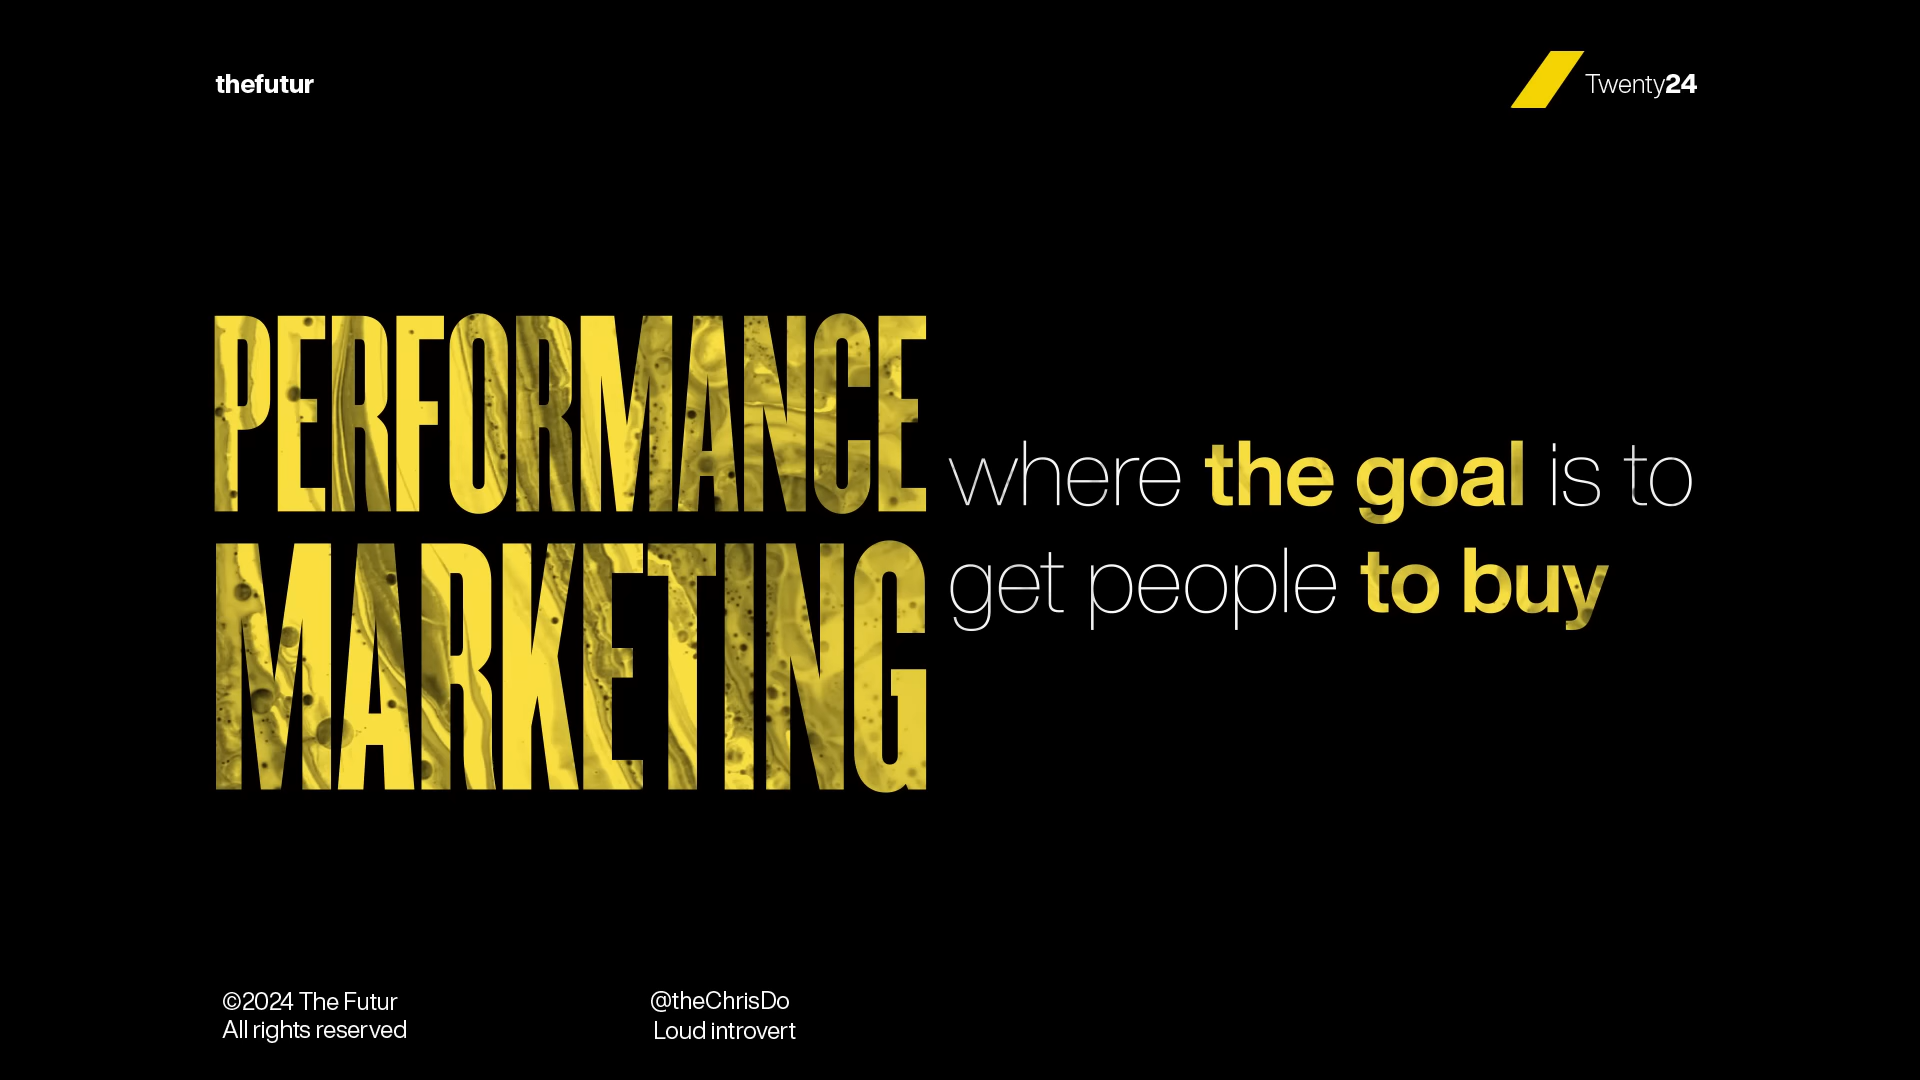 thefutur
Twenty24
PERFORMANCE
MARKETING
where the goal is to
get people to buy
©2024 The Futur
All rights reserved
@theChrisDo
Loud introvert